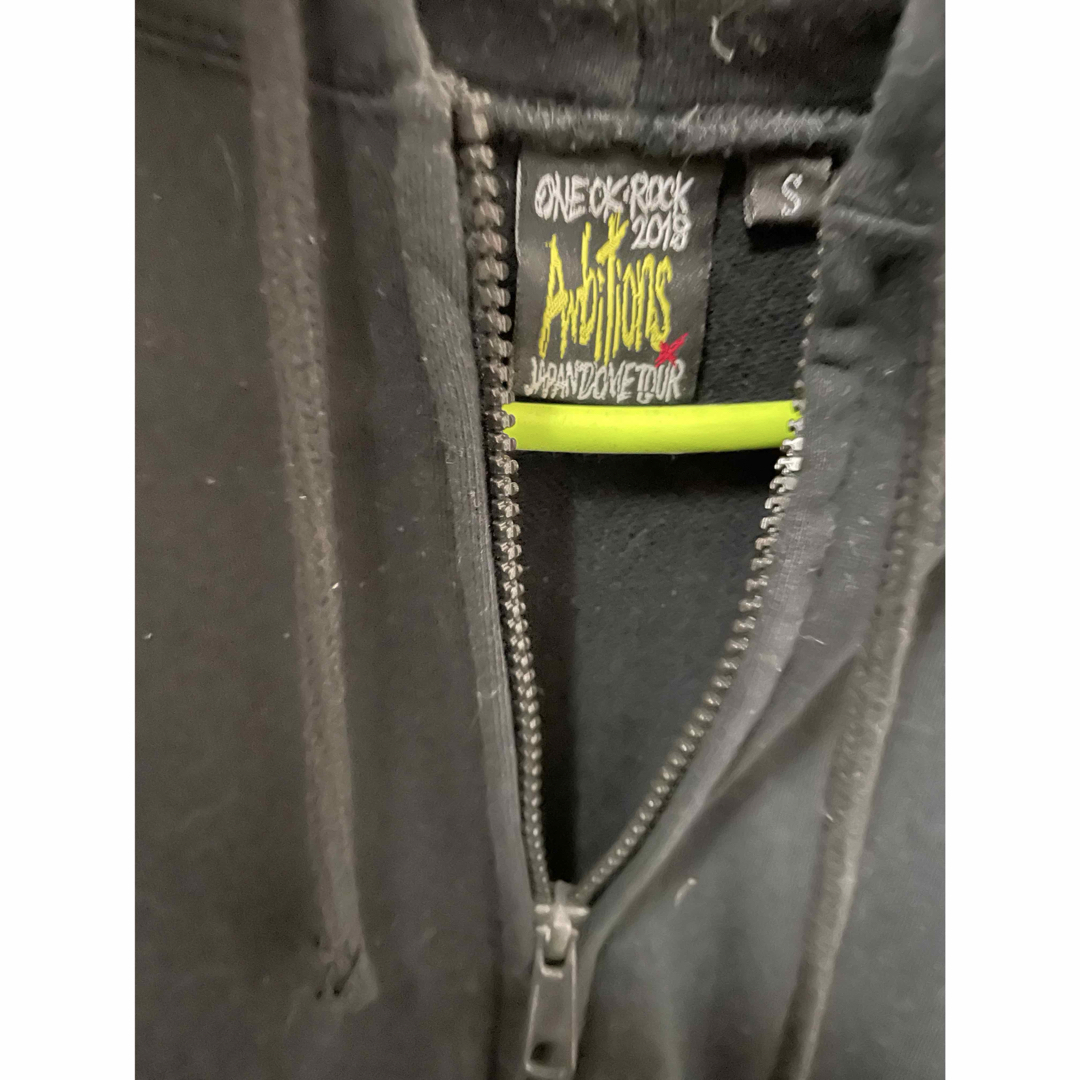 ONE OK ROCK
2018
Ambitions
JAPAN DOME TOUR
S